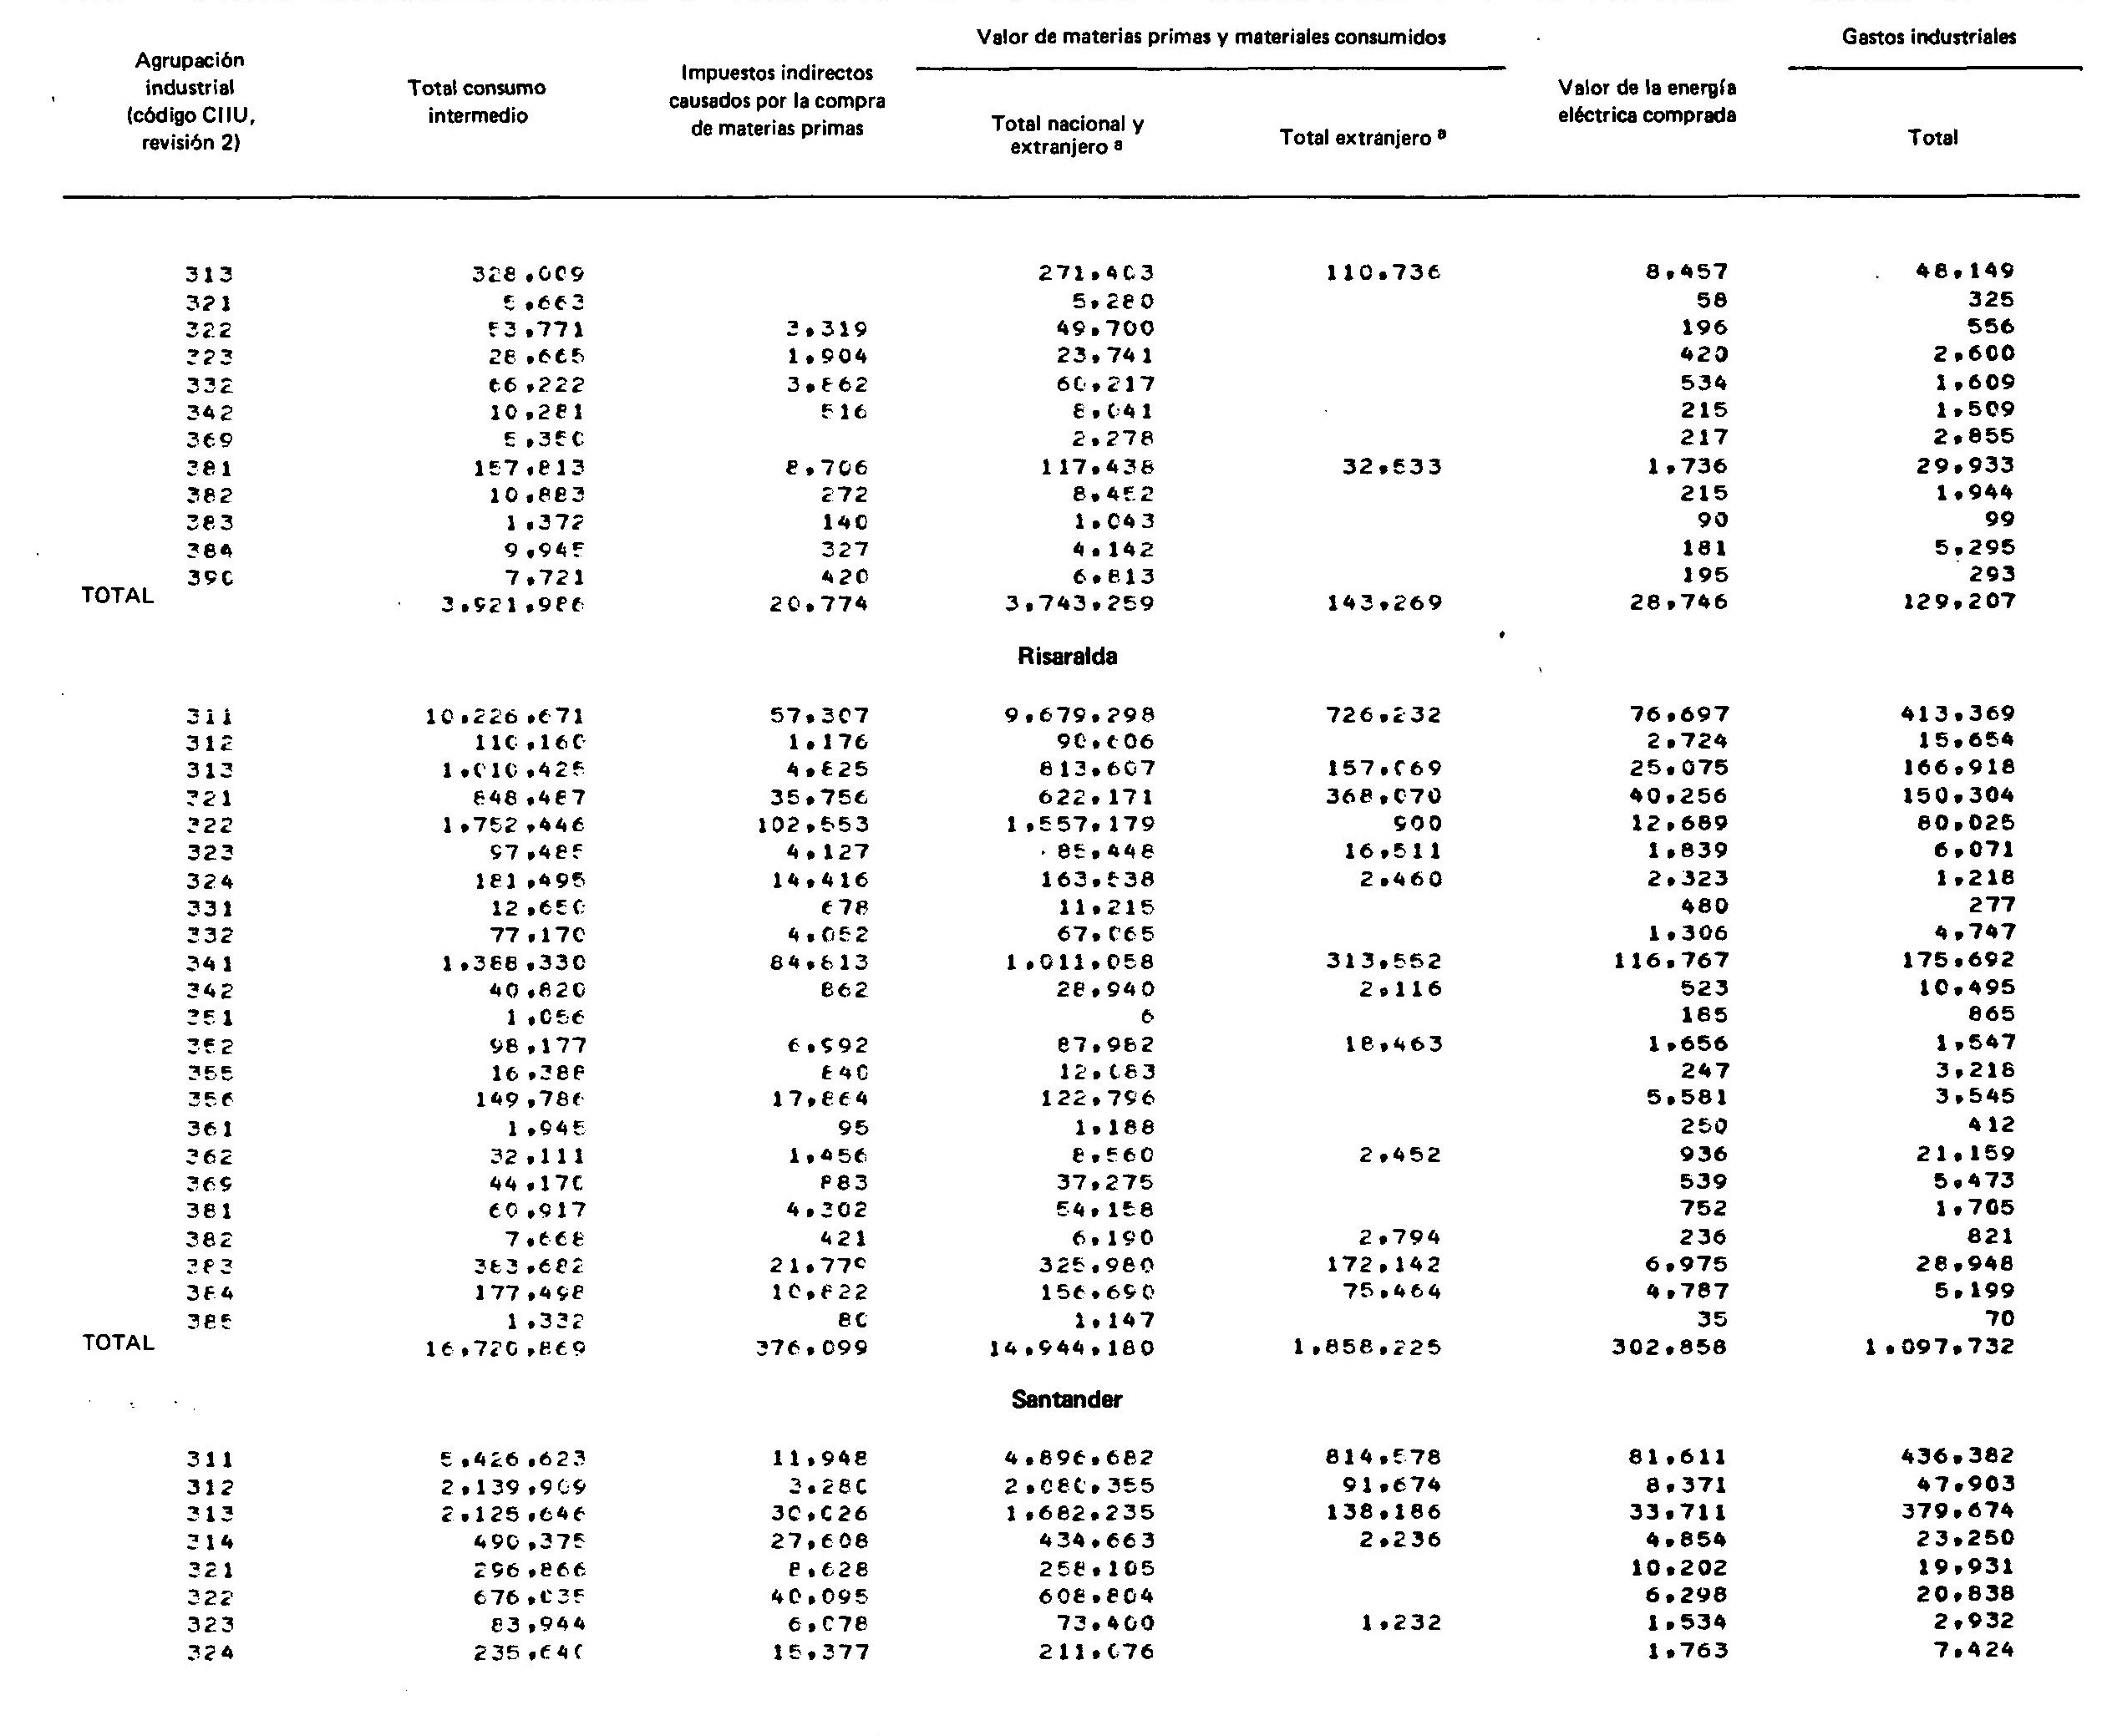 Agrupación
industrial
(código CIIU,
revisión 2)
Total consumo
intermedio
Impuestos indirectos
causados por la compra
de materias primas
Valor de materias primas y materiales consumidos
Total nacional y
extranjero a
Total extranjero a
Valor de la energía
eléctrica comprada
Gastos industriales
Total
313 328,009 271,403 110,736 8,457 48,149
321 5,663 5,280 58 325
322 53,771 3,319 49,700 196 556
323 28,665 1,904 23,741 420 2,600
332 66,222 3,862 60,217 534 1,609
342 10,281 516 8,041 215 1,509
369 5,350 2,278 217 2,855
381 157,813 8,706 117,438 32,533 1,736 29,933
382 10,883 272 8,452 215 1,944
383 1,372 140 1,043 90 99
384 9,945 327 4,142 181 5,295
390 7,721 420 6,813 195 293
TOTAL 3,921,986 20,774 3,743,259 143,269 28,746 129,207
Risaralda
311 10,226,671 57,307 9,679,298 726,232 76,697 413,369
312 110,160 1,176 90,606 2,724 15,654
313 1,010,425 4,825 813,607 157,069 25,075 166,918
321 848,487 35,756 622,171 368,070 40,256 150,304
322 1,752,446 102,553 1,557,179 900 12,689 80,025
323 97,485 4,127 85,448 16,511 1,839 6,071
324 181,495 14,416 163,538 2,460 2,323 1,218
331 12,650 678 11,215 480 277
332 77,170 4,052 67,065 1,306 4,747
341 1,388,330 84,813 1,011,058 313,552 116,767 175,692
342 40,820 862 28,940 2,116 523 10,495
351 1,056 6 185 865
352 98,177 6,992 87,982 18,463 1,656 1,547
355 16,388 840 12,083 247 3,218
356 149,786 17,864 122,796 5,581 3,545
361 1,945 95 1,188 250 412
362 32,111 1,456 8,560 2,452 936 21,159
369 44,170 883 37,275 539 5,473
381 60,917 4,302 54,158 752 1,705
382 7,668 421 6,190 2,794 236 821
383 383,682 21,779 325,980 172,142 6,975 28,948
384 177,498 10,822 156,690 75,464 4,787 5,199
385 1,332 80 1,147 35 70
TOTAL 16,720,869 376,099 14,944,180 1,858,225 302,858 1,097,732
Santander
311 5,426,623 11,948 4,896,682 814,578 81,611 436,382
312 2,139,909 3,280 2,080,355 91,674 8,371 47,903
313 2,125,646 30,026 1,682,235 138,186 33,711 379,674
314 490,375 27,608 434,663 2,236 4,854 23,250
321 296,866 8,628 258,105 10,202 19,931
322 676,035 40,095 608,804 6,298 20,838
323 83,944 6,078 73,400 1,232 1,534 2,932
324 235,640 15,377 211,076 1,763 7,424